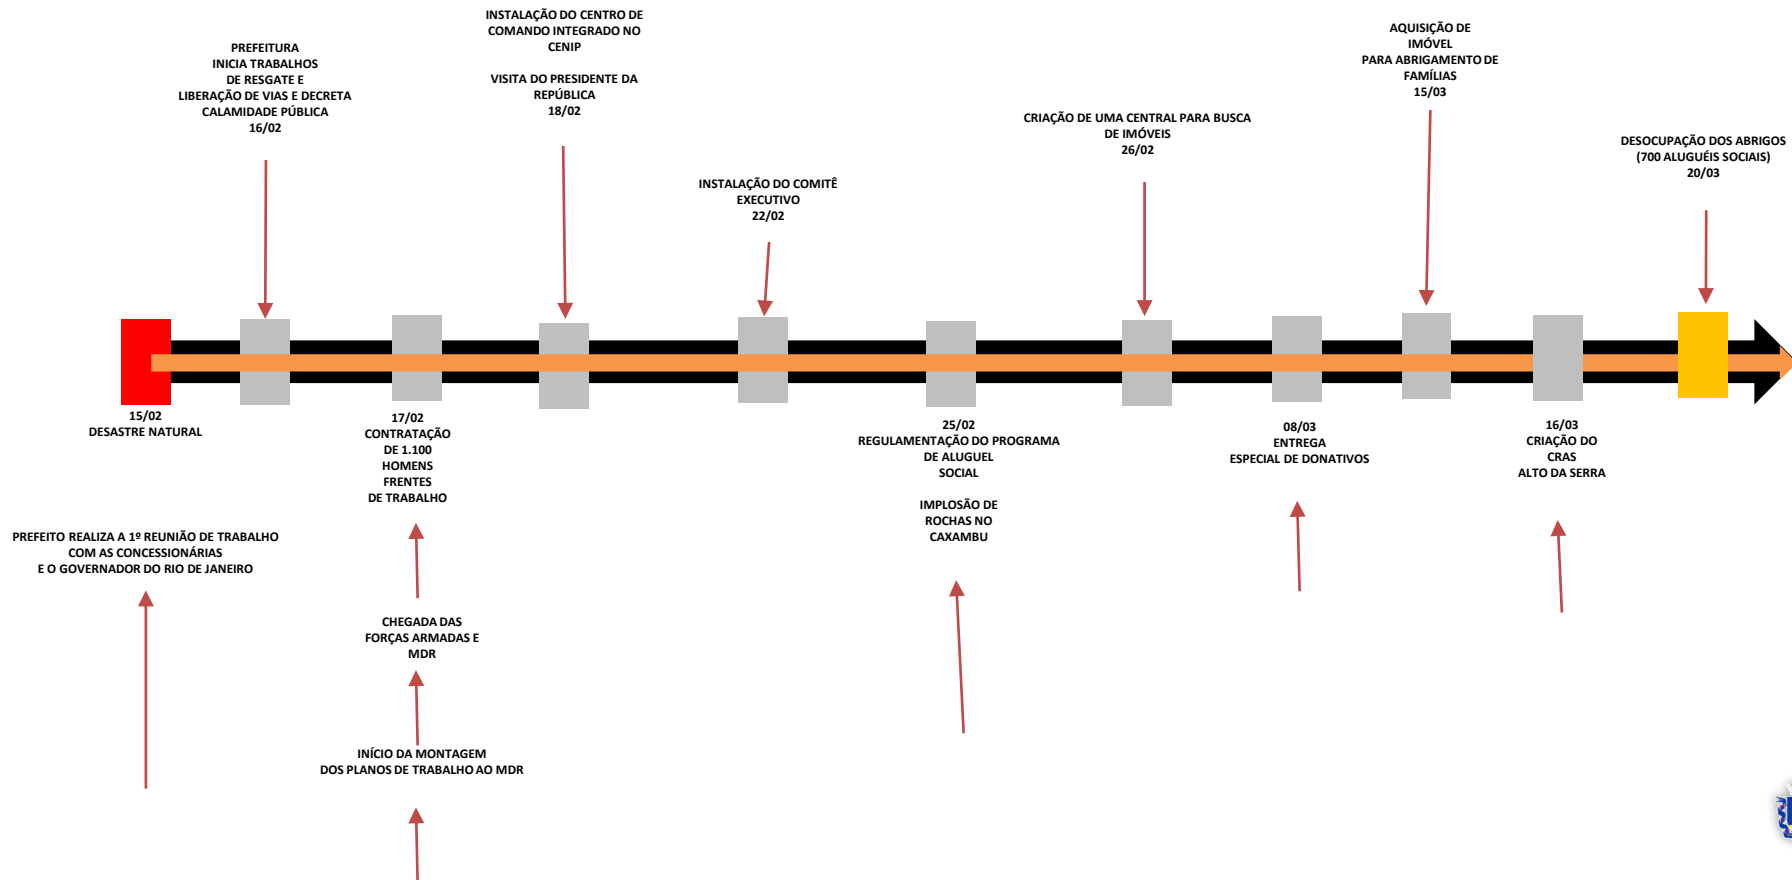 PREFEITURA
INICIA TRABALHOS
DE RESGATE E
LIBERAÇÃO DE VIAS E DECRETA
CALAMIDADE PÚBLICA
16/02
INSTALAÇÃO DO CENTRO DE
COMANDO INTEGRADO NO
CENIP
VISITA DO PRESIDENTE DA
REPÚBLICA
18/02
INSTALAÇÃO DO COMITÊ
EXECUTIVO
22/02
CRIAÇÃO DE UMA CENTRAL PARA BUSCA
DE IMÓVEIS
26/02
AQUISIÇÃO DE
IMÓVEL
PARA ABRIGAMENTO DE
FAMÍLIAS
15/03
DESOCUPAÇÃO DOS ABRIGOS
(700 ALUGUÉIS SOCIAIS)
20/03
15/02
DESASTRE NATURAL
PREFEITO REALIZA A 1º REUNIÃO DE TRABALHO
COM AS CONCESSIONÁRIAS
E O GOVERNADOR DO RIO DE JANEIRO
17/02
CONTRATAÇÃO
DE 1.100
HOMENS
FRENTES
DE TRABALHO
CHEGADA DAS
FORÇAS ARMADAS E
MDR
INÍCIO DA MONTAGEM
DOS PLANOS DE TRABALHO AO MDR
25/02
REGULAMENTAÇÃO DO PROGRAMA
DE ALUGUEL
SOCIAL
IMPLOSÃO DE
ROCHAS NO
CAXAMBU
08/03
ENTREGA
ESPECIAL DE DONATIVOS
16/03
CRIAÇÃO DO
CRAS
ALTO DA SERRA